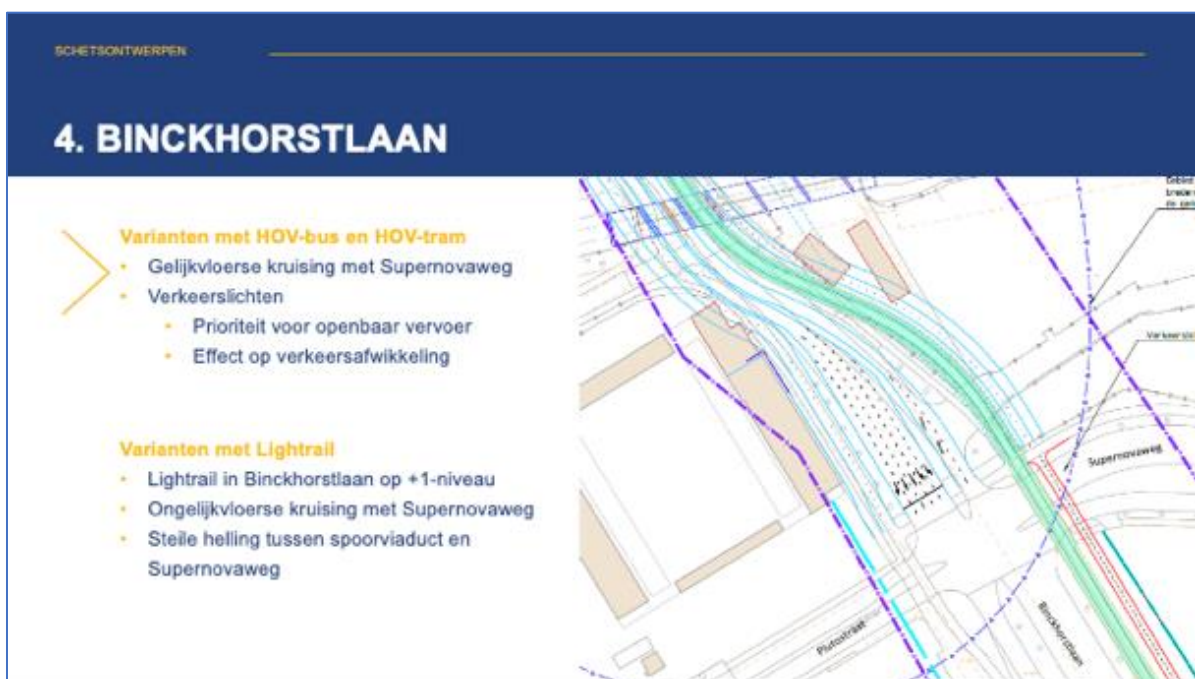 SCHETSONTWERPEN
4. BINCKHORSTLAAN
Varianten met HOV-bus en HOV-tram
Gelijkvloerse kruising met Supernovaweg
Verkeerslichten
Prioriteit voor openbaar vervoer
Effect op verkeersafwikkeling
Varianten met Lightrail
Lightrail in Binckhorstlaan op +1-niveau
Ongelijkvloerse kruising met Supernovaweg
Steile helling tussen spoorviaduct en
Supernovaweg
Supernovaweg
Plutostraat
Binckhorstlaan